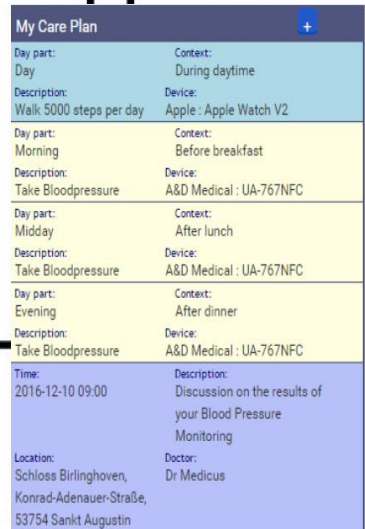 My Care Plan +
Day part: Context:
Day During daytime
Description: Device:
Walk 5000 steps per day Apple : Apple Watch V2
Day part: Context:
Morning Before breakfast
Description: Device:
Take Bloodpressure A&D Medical : UA-767NFC
Day part: Context:
Midday After lunch
Description: Device:
Take Bloodpressure A&D Medical : UA-767NFC
Day part: Context:
Evening After dinner
Description: Device:
Take Bloodpressure A&D Medical : UA-767NFC
Time: Description:
2016-12-10 09:00 Discussion on the results of
your Blood Pressure
Monitoring
Location: Doctor:
Schloss Birlinghoven, Dr Medicus
Konrad-Adenauer-Straße,
53754 Sankt Augustin